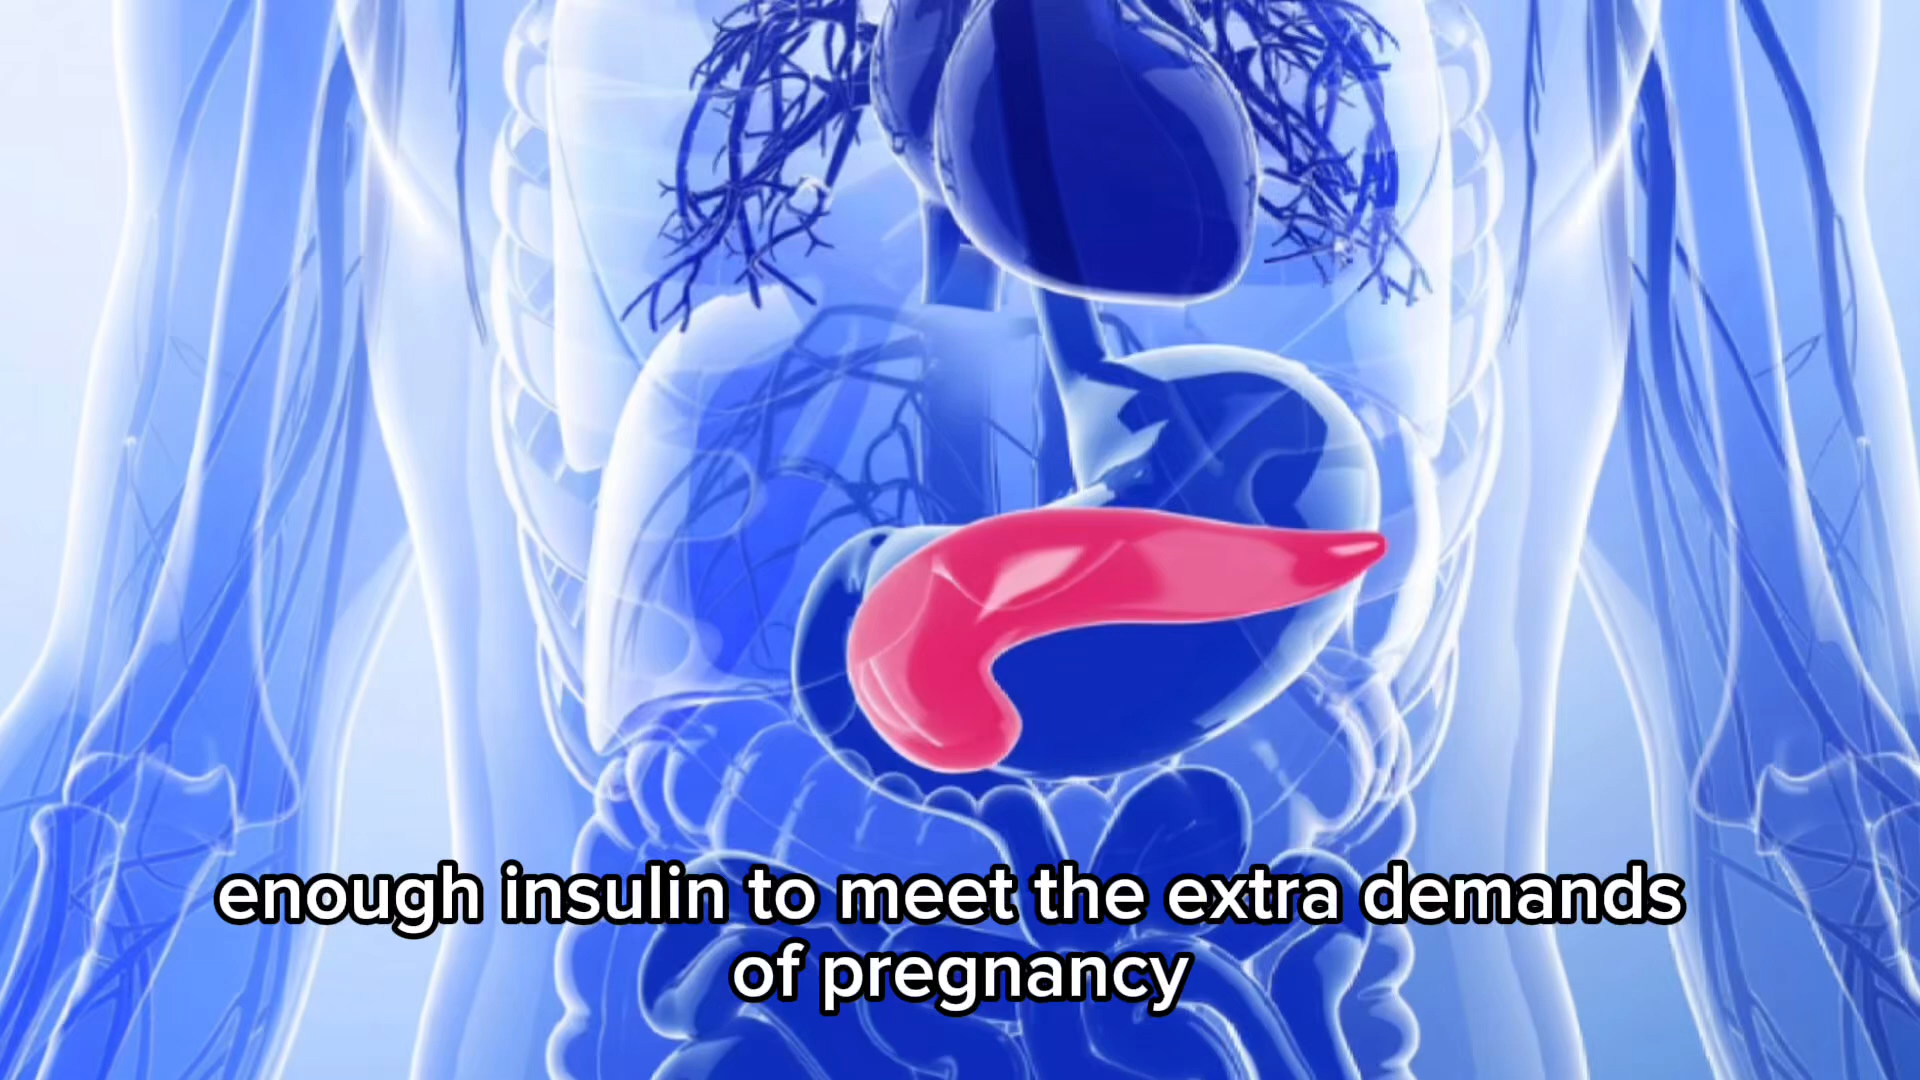 enough insulin to meet the extra demands
of pregnancy